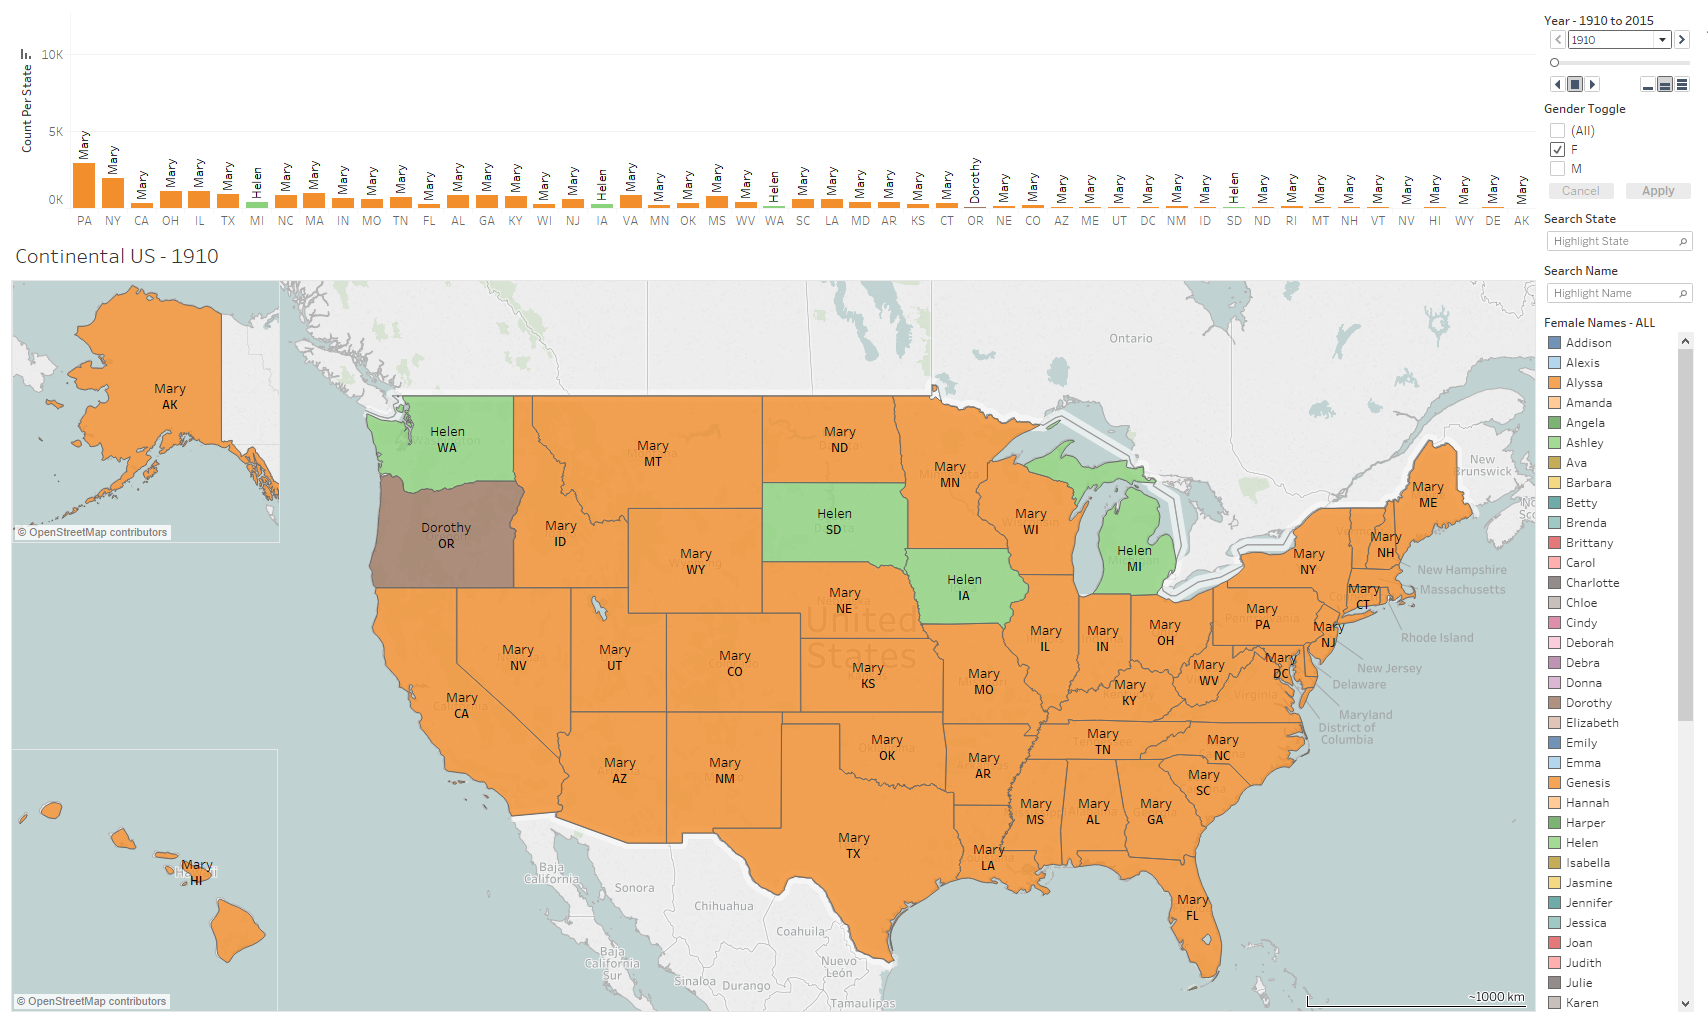 Count Per State
10K
5K
0K
Mary
Mary
Mary
Mary
Mary
Mary
Helen
Mary
Mary
Mary
Mary
Mary
Mary
Mary
Mary
Mary
Mary
Mary
Helen
Mary
Mary
Mary
Mary
Mary
Helen
Mary
Mary
Mary
Mary
Mary
Mary
Dorothy
Mary
Mary
Mary
Mary
Mary
Mary
Mary
Mary
Helen
Mary
Mary
Mary
Mary
Mary
Mary
Mary
Mary
Mary
Mary
PA NY CA OH IL TX MI NC MA IN MO TN FL AL GA KY WI NJ IA VA MN OK MS WV WA SC LA MD AR KS CT OR NE CO AZ ME UT DC NM ID SD ND RI MT NH VT NV HI WY DE AK
Continental US - 1910
Mary
AK
© OpenStreetMap contributors
Mary
HI
© OpenStreetMap contributors
Ontario
New
Brunswick
Helen
WA
Mary
MT
Mary
ND
Mary
MN
Mary
ME
Dorothy
OR
Mary
ID
Helen
SD
Mary
WI
Mary
NH
Mary
WY
Helen
MI
Mary
NY
New Hampshire
Massachusetts
Helen
IA
Mary
NE
Mary
CT
United
States
Mary
PA
Rhode Island
Mary
NV
Mary
UT
Mary
CO
Mary
KS
Mary
MO
Mary
IL
Mary
IN
Mary
OH
Mary
NJ
Mary
WV
Mary
DC
New Jersey
Delaware
Mary
CA
Mary
KY
Virginia
Maryland
District of
Columbia
Mary
AZ
Mary
NM
Mary
OK
Mary
AR
Mary
TN
Mary
NC
Mary
SC
Mary
TX
Mary
LA
Mary
MS
Mary
AL
Mary
GA
Mary
FL
Baja
California
Sonora
Chihuahua
Coahuila
Baja
California
Sur
Sinaloa
Durango
Nuevo
León
Tamaulipas
~1000 km
Year - 1910 to 2015
1910
Gender Toggle
(All)
F
M
Cancel
Apply
Search State
Highlight State
Search Name
Highlight Name
Female Names - ALL
Addison
Alexis
Alyssa
Amanda
Angela
Ashley
Ava
Barbara
Betty
Brenda
Brittany
Carol
Charlotte
Chloe
Cindy
Deborah
Debra
Donna
Dorothy
Elizabeth
Emily
Emma
Genesis
Hannah
Harper
Helen
Isabella
Jasmine
Jennifer
Jessica
Joan
Judith
Julie
Karen